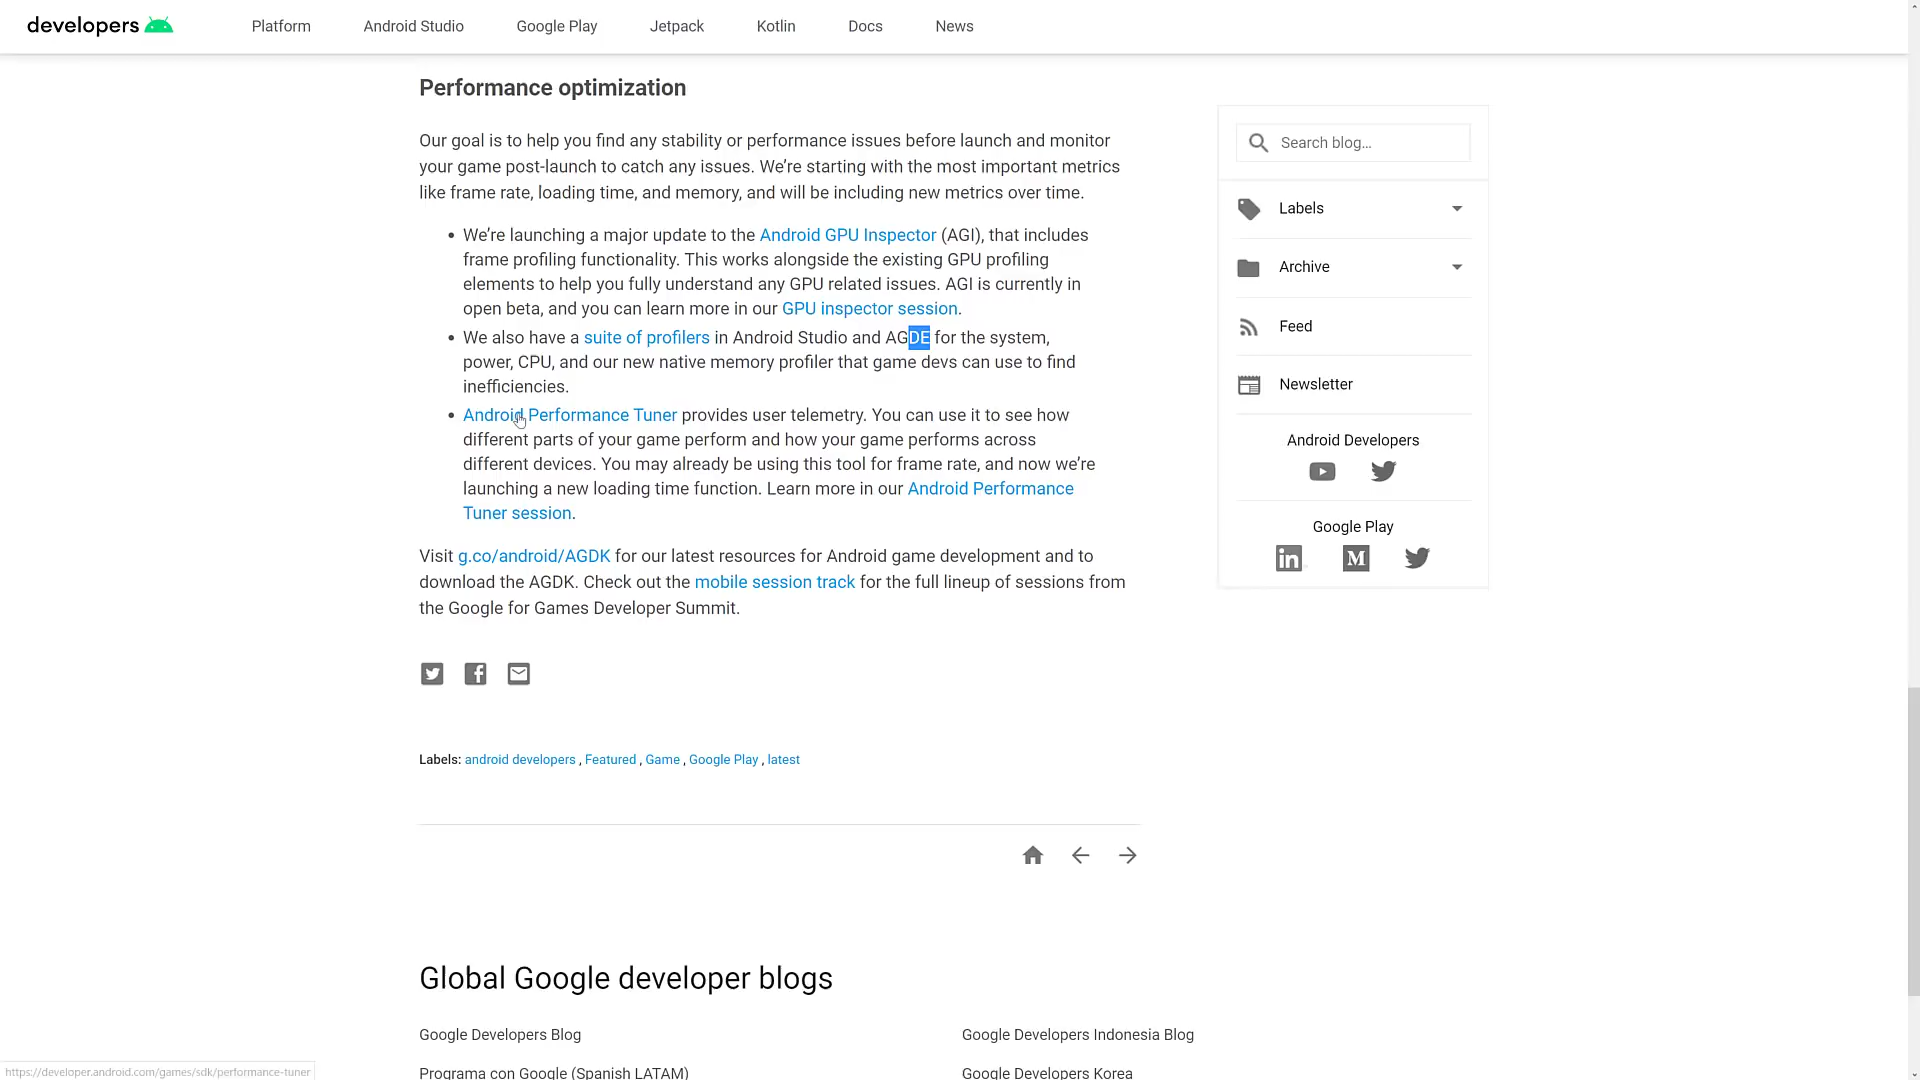 developers
Platform
Android Studio
Google Play
Jetpack
Kotlin
Docs
News
Performance optimization
Our goal is to help you find any stability or performance issues before launch and monitor
your game post-launch to catch any issues. We’re starting with the most important metrics
like frame rate, loading time, and memory, and will be including new metrics over time.
• We’re launching a major update to the Android GPU Inspector (AGI), that includes
frame profiling functionality. This works alongside the existing GPU profiling
elements to help you fully understand any GPU related issues. AGI is currently in
open beta, and you can learn more in our GPU inspector session.
• We also have a suite of profilers in Android Studio and AGDE for the system,
power, CPU, and our new native memory profiler that game devs can use to find
inefficiencies.
• Android Performance Tuner provides user telemetry. You can use it to see how
different parts of your game perform and how your game performs across
different devices. You may already be using this tool for frame rate, and now we’re
launching a new loading time function. Learn more in our Android Performance
Tuner session.
Visit g.co/android/AGDK for our latest resources for Android game development and to
download the AGDK. Check out the mobile session track for the full lineup of sessions from
the Google for Games Developer Summit.
Labels: android developers , Featured , Game , Google Play , latest
Search blog...
Labels
Archive
Feed
Newsletter
Android Developers
Google Play
in
M
Global Google developer blogs
Google Developers Blog
Google Developers Indonesia Blog
Programa con Google (Spanish LATAM)
Google Developers Korea
https://developer.android.com/games/sdk/performance-tuner